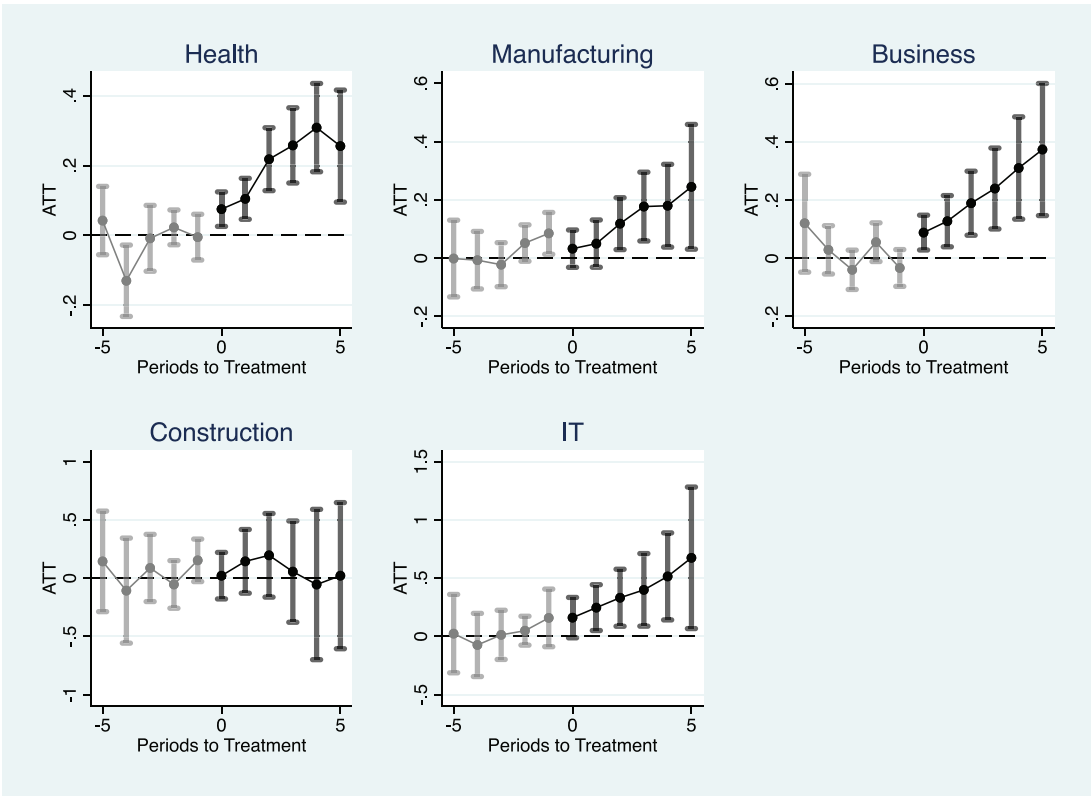 Health
.4
.2
0
-.2
ATT
-5
0
5
Periods to Treatment
Manufacturing
.6
.4
.2
0
-.2
ATT
-5
0
5
Periods to Treatment
Business
.6
.4
.2
0
-.2
ATT
-5
0
5
Periods to Treatment
Construction
1
.5
0
-.5
-1
ATT
-5
0
5
Periods to Treatment
IT
1.5
1
.5
0
-.5
ATT
-5
0
5
Periods to Treatment